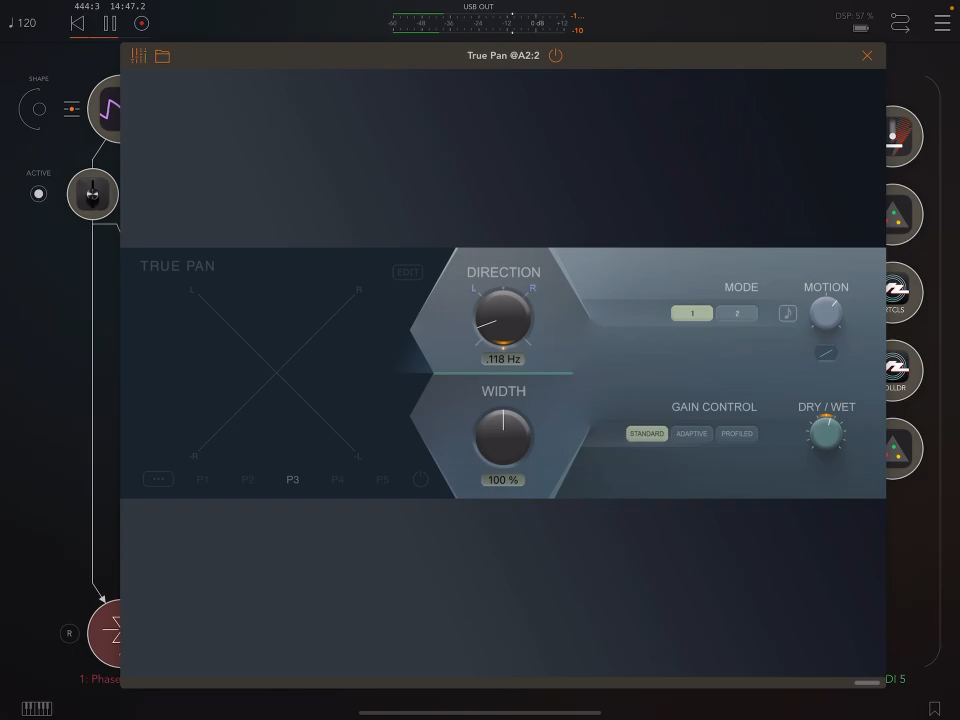 444:3 14:47.2
♩120
USB OUT
-60 -48 -36 -24 -12 0 dB +12
-1...
-10
DSP: 57 %
True Pan @A2:2
SHAPE
ACTIVE
TRUE PAN
EDIT
L R
-R -L
... P1 P2 P3 P4 P5
DIRECTION
L R
.118 Hz
WIDTH
100 %
MODE
1 2
MOTION
GAIN CONTROL
STANDARD ADAPTIVE PROFILED
DRY / WET
R
1: Phase
DI 5